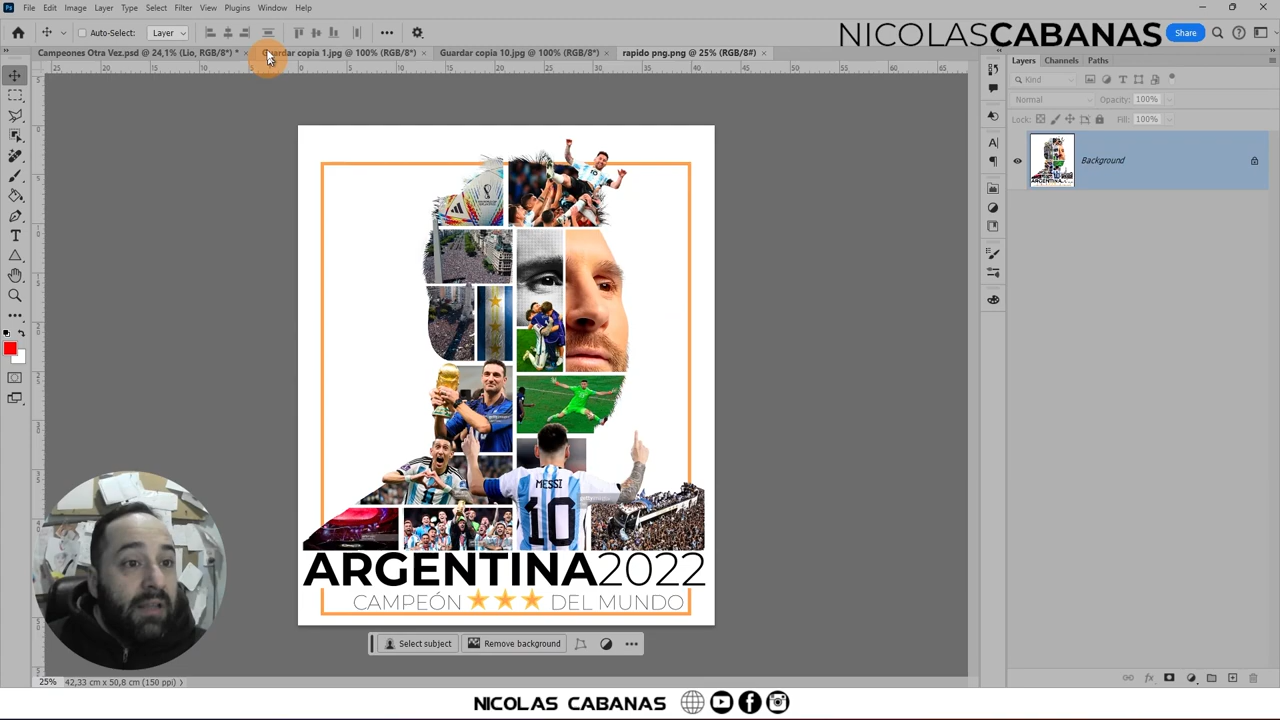 File Edit Image Layer Type Select Filter View Plugins Window Help
Auto-Select: Layer
NICOLASCABANAS
Share
Campeones Otra Vez.psd @ 24,1% (Lio, RGB/8*) *
Guardar copia 1.jpg @ 100% (RGB/8*)
Guardar copia 10.jpg @ 100% (RGB/8*)
rapido png.png @ 25% (RGB/8#)
Layers Channels Paths
Kind
Normal Opacity: 100%
Lock: Fill: 100%
Background
MESSI
10
ARGENTINA2022
CAMPEÓN DEL MUNDO
Select subject Remove background
25% 42,33 cm x 50,8 cm (150 ppi)
NICOLAS CABANAS